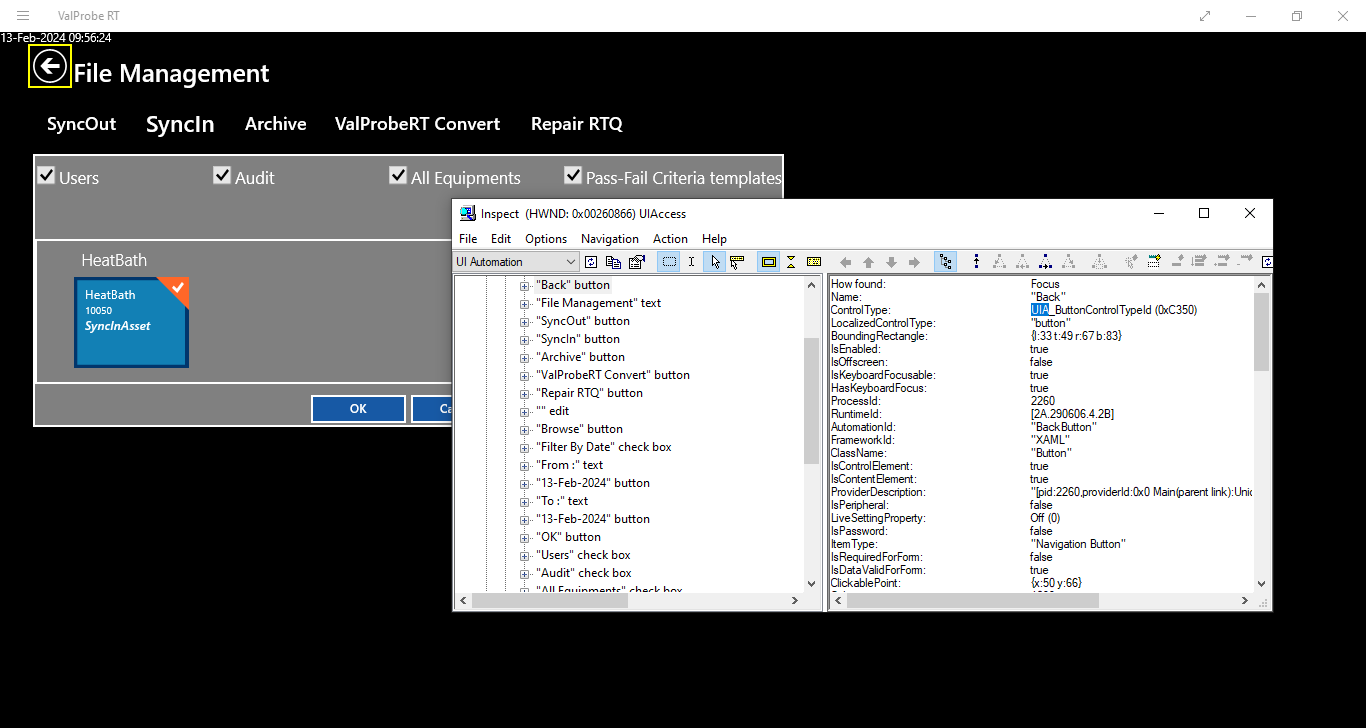 ValProbe RT
13-Feb-2024 09:56:24
File Management
SyncOut SyncIn Archive ValProbeRT Convert Repair RTQ
Users Audit All Equipments Pass-Fail Criteria templates
HeatBath
HeatBath
10050
SyncInAsset
OK Ca
Inspect (HWND: 0x00260866) UIAccess
File Edit Options Navigation Action Help
UI Automation
"Back" button
"File Management" text
"SyncOut" button
"SyncIn" button
"Archive" button
"ValProbeRT Convert" button
"Repair RTQ" button
"" edit
"Browse" button
"Filter By Date" check box
"From :" text
"13-Feb-2024" button
"To :" text
"13-Feb-2024" button
"OK" button
"Users" check box
"Audit" check box
"All Equipments" check box
How found: Focus
Name: "Back"
ControlType: UIA_ButtonControlTypeId (0xC350)
LocalizedControlType: "button"
BoundingRectangle: {l:33 t:49 r:67 b:83}
IsEnabled: true
IsOffscreen: false
IsKeyboardFocusable: true
HasKeyboardFocus: true
ProcessId: 2260
RuntimeId: [2A.290606.4.2B]
AutomationId: "BackButton"
FrameworkId: "XAML"
ClassName: "Button"
IsControlElement: true
IsContentElement: true
ProviderDescription: "[pid:2260,providerId:0x0 Main(parent link):Unic
IsPeripheral: false
LiveSettingProperty: Off (0)
IsPassword: false
ItemType: "Navigation Button"
IsRequiredForForm: false
IsDataValidForForm: true
ClickablePoint: {x:50 y:66}